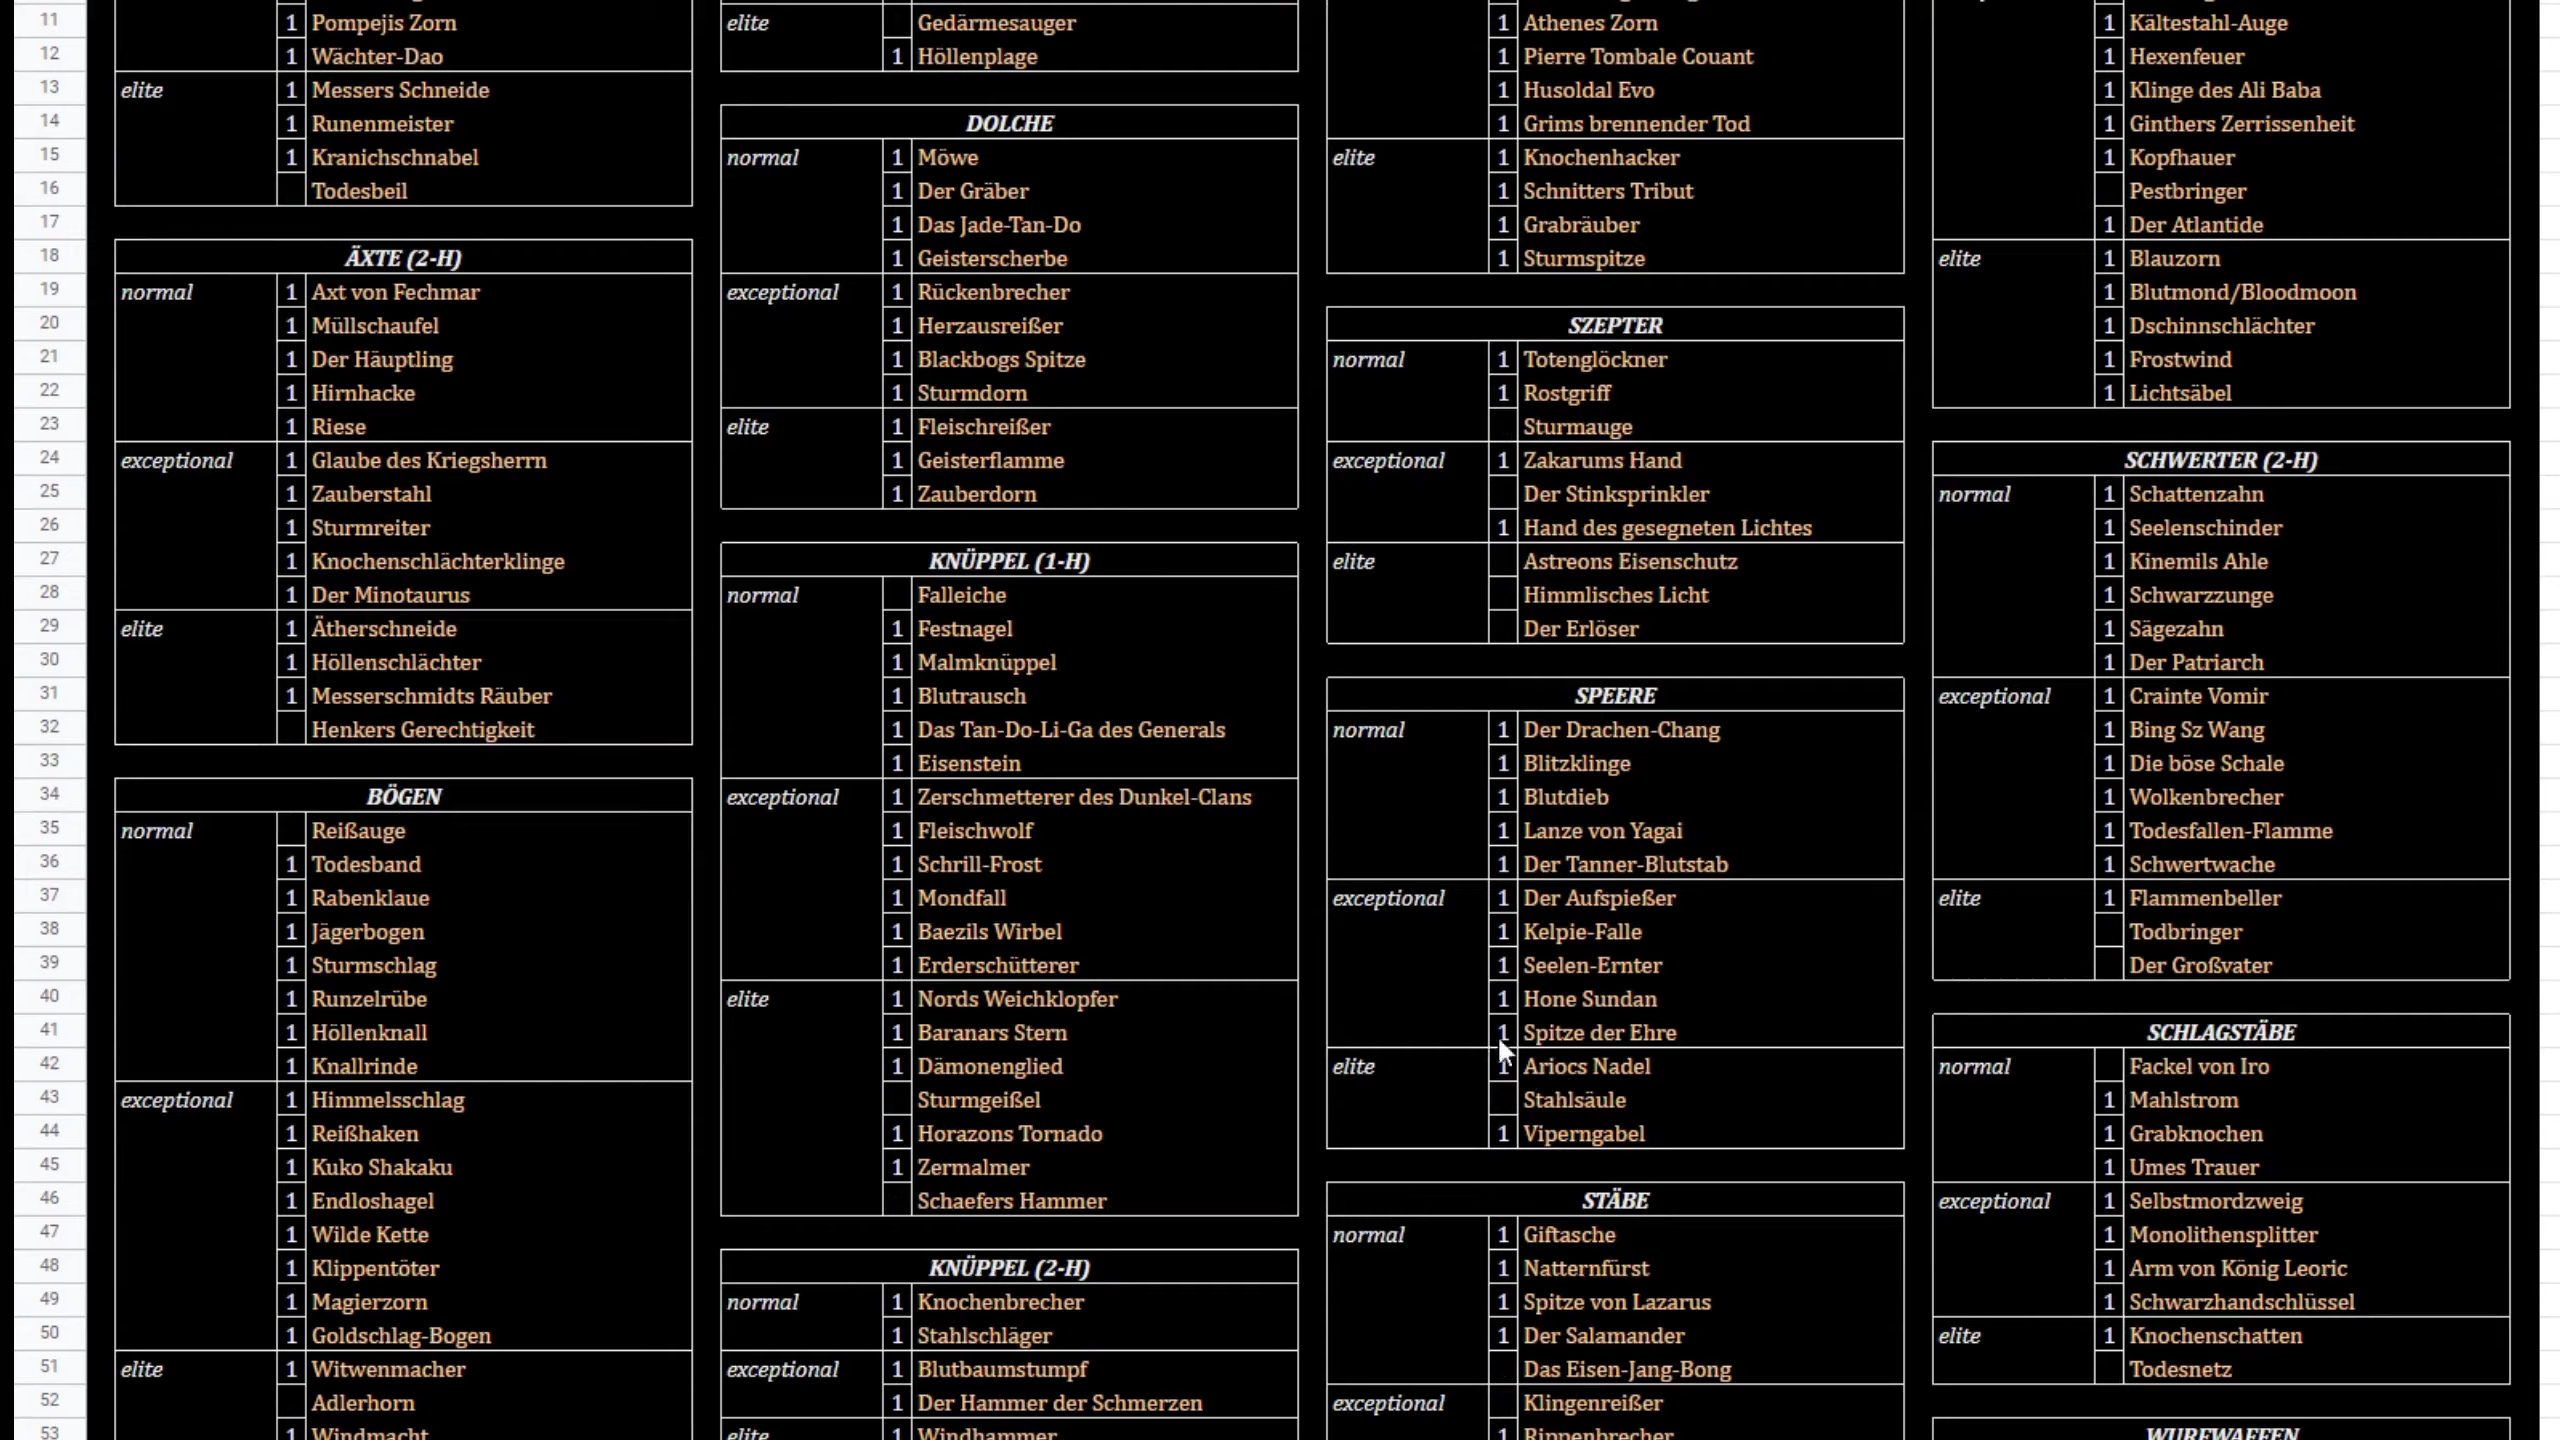 11
12
13
14
15
16
17
18
19
20
21
22
23
24
25
26
27
28
29
30
31
32
33
34
35
36
37
38
39
40
41
42
43
44
45
46
47
48
49
50
51
52
53
1 Pompejis Zorn
1 Wächter-Dao
elite 1 Messers Schneide
1 Runenmeister
1 Kranichschnabel
Todesbeil
ÄXTE (2-H)
normal 1 Axt von Fechmar
1 Müllschaufel
1 Der Häuptling
1 Hirnhacke
1 Riese
exceptional 1 Glaube des Kriegsherrn
1 Zauberstahl
1 Sturmreiter
1 Knochenschlächterklinge
1 Der Minotaurus
elite 1 Ätherschneide
1 Höllenschlächter
1 Messerschmidts Räuber
Henkers Gerechtigkeit
BÖGEN
normal Reißauge
1 Todesband
1 Rabenklaue
1 Jägerbogen
1 Sturmschlag
1 Runzelrübe
1 Höllenknall
1 Knallrinde
exceptional 1 Himmelsschlag
1 Reißhaken
1 Kuko Shakaku
1 Endloshagel
1 Wilde Kette
1 Klippentöter
1 Magierzorn
1 Goldschlag-Bogen
elite 1 Witwenmacher
Adlerhorn
1 Windmacht
elite Gedärmesauger
1 Höllenplage
DOLCHE
normal 1 Möwe
1 Der Gräber
1 Das Jade-Tan-Do
1 Geisterscherbe
exceptional 1 Rückenbrecher
1 Herzausreißer
1 Blackbogs Spitze
1 Sturmdorn
elite 1 Fleischreißer
1 Geisterflamme
1 Zauberdorn
KNÜPPEL (1-H)
normal Falleiche
1 Festnagel
1 Malmknüppel
1 Blutrausch
1 Das Tan-Do-Li-Ga des Generals
1 Eisenstein
exceptional 1 Zerschmetterer des Dunkel-Clans
1 Fleischwolf
1 Schrill-Frost
1 Mondfall
1 Baezils Wirbel
1 Erderschütterer
elite 1 Nords Weichklopfer
1 Baranars Stern
1 Dämonenglied
Sturmgeißel
1 Horazons Tornado
1 Zermalmer
Schaefers Hammer
KNÜPPEL (2-H)
normal 1 Knochenbrecher
1 Stahlschläger
exceptional 1 Blutbaumstumpf
1 Der Hammer der Schmerzen
elite 1 Windhammer
1 Athenes Zorn
1 Pierre Tombale Couant
1 Husoldal Evo
1 Grims brennender Tod
elite 1 Knochenhacker
1 Schnitters Tribut
1 Grabräuber
1 Sturmspitze
SZEPTER
normal 1 Totenglöckner
1 Rostgriff
Sturmauge
exceptional 1 Zakarums Hand
Der Stinksprinkler
1 Hand des gesegneten Lichtes
elite Astreons Eisenschutz
Himmlisches Licht
Der Erlöser
SPEERE
normal 1 Der Drachen-Chang
1 Blitzklinge
1 Blutdieb
1 Lanze von Yagai
1 Der Tanner-Blutstab
exceptional 1 Der Aufspießer
1 Kelpie-Falle
1 Seelen-Ernter
1 Hone Sundan
1 Spitze der Ehre
elite 1 Ariocs Nadel
Stahlsäule
1 Viperngabel
STÄBE
normal 1 Giftasche
1 Natternfürst
1 Spitze von Lazarus
1 Der Salamander
Das Eisen-Jang-Bong
exceptional Klingenreißer
1 Rippenbrecher
1 Kältestahl-Auge
1 Hexenfeuer
1 Klinge des Ali Baba
1 Ginthers Zerrissenheit
1 Kopfhauer
Pestbringer
1 Der Atlantide
elite 1 Blauzorn
1 Blutmond/Bloodmoon
1 Dschinnschlächter
1 Frostwind
1 Lichtsäbel
SCHWERTER (2-H)
normal 1 Schattenzahn
1 Seelenschinder
1 Kinemils Ahle
1 Schwarzzunge
1 Sägezahn
1 Der Patriarch
exceptional 1 Crainte Vomir
1 Bing Sz Wang
1 Die böse Schale
1 Wolkenbrecher
1 Todesfallen-Flamme
1 Schwertwache
elite 1 Flammenbeller
Todbringer
Der Großvater
SCHLAGSTÄBE
normal Fackel von Iro
1 Mahlstrom
1 Grabknochen
1 Umes Trauer
exceptional 1 Selbstmordzweig
1 Monolithensplitter
1 Arm von König Leoric
1 Schwarzhandschlüssel
elite 1 Knochenschatten
Todesnetz
WURFWAFFEN